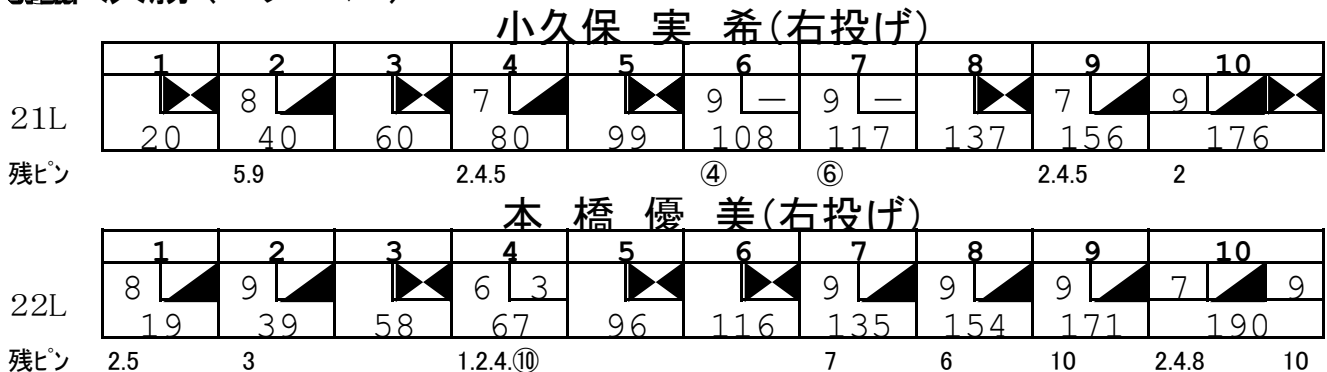 小久保 実 希(右投げ)
1 2 3 4 5 6 7 8 9 10
21L 8 7 9 － 9 － 7 9
20 40 60 80 99 108 117 137 156 176
残ピン 5.9 2.4.5 ④ ⑥ 2.4.5 2
本 橋 優 美(右投げ)
1 2 3 4 5 6 7 8 9 10
22L 8 9 6 3 9 9 9 7 9
19 39 58 67 96 116 135 154 171 190
残ピン 2.5 3 1.2.4.⑩ 7 6 10 2.4.8 10